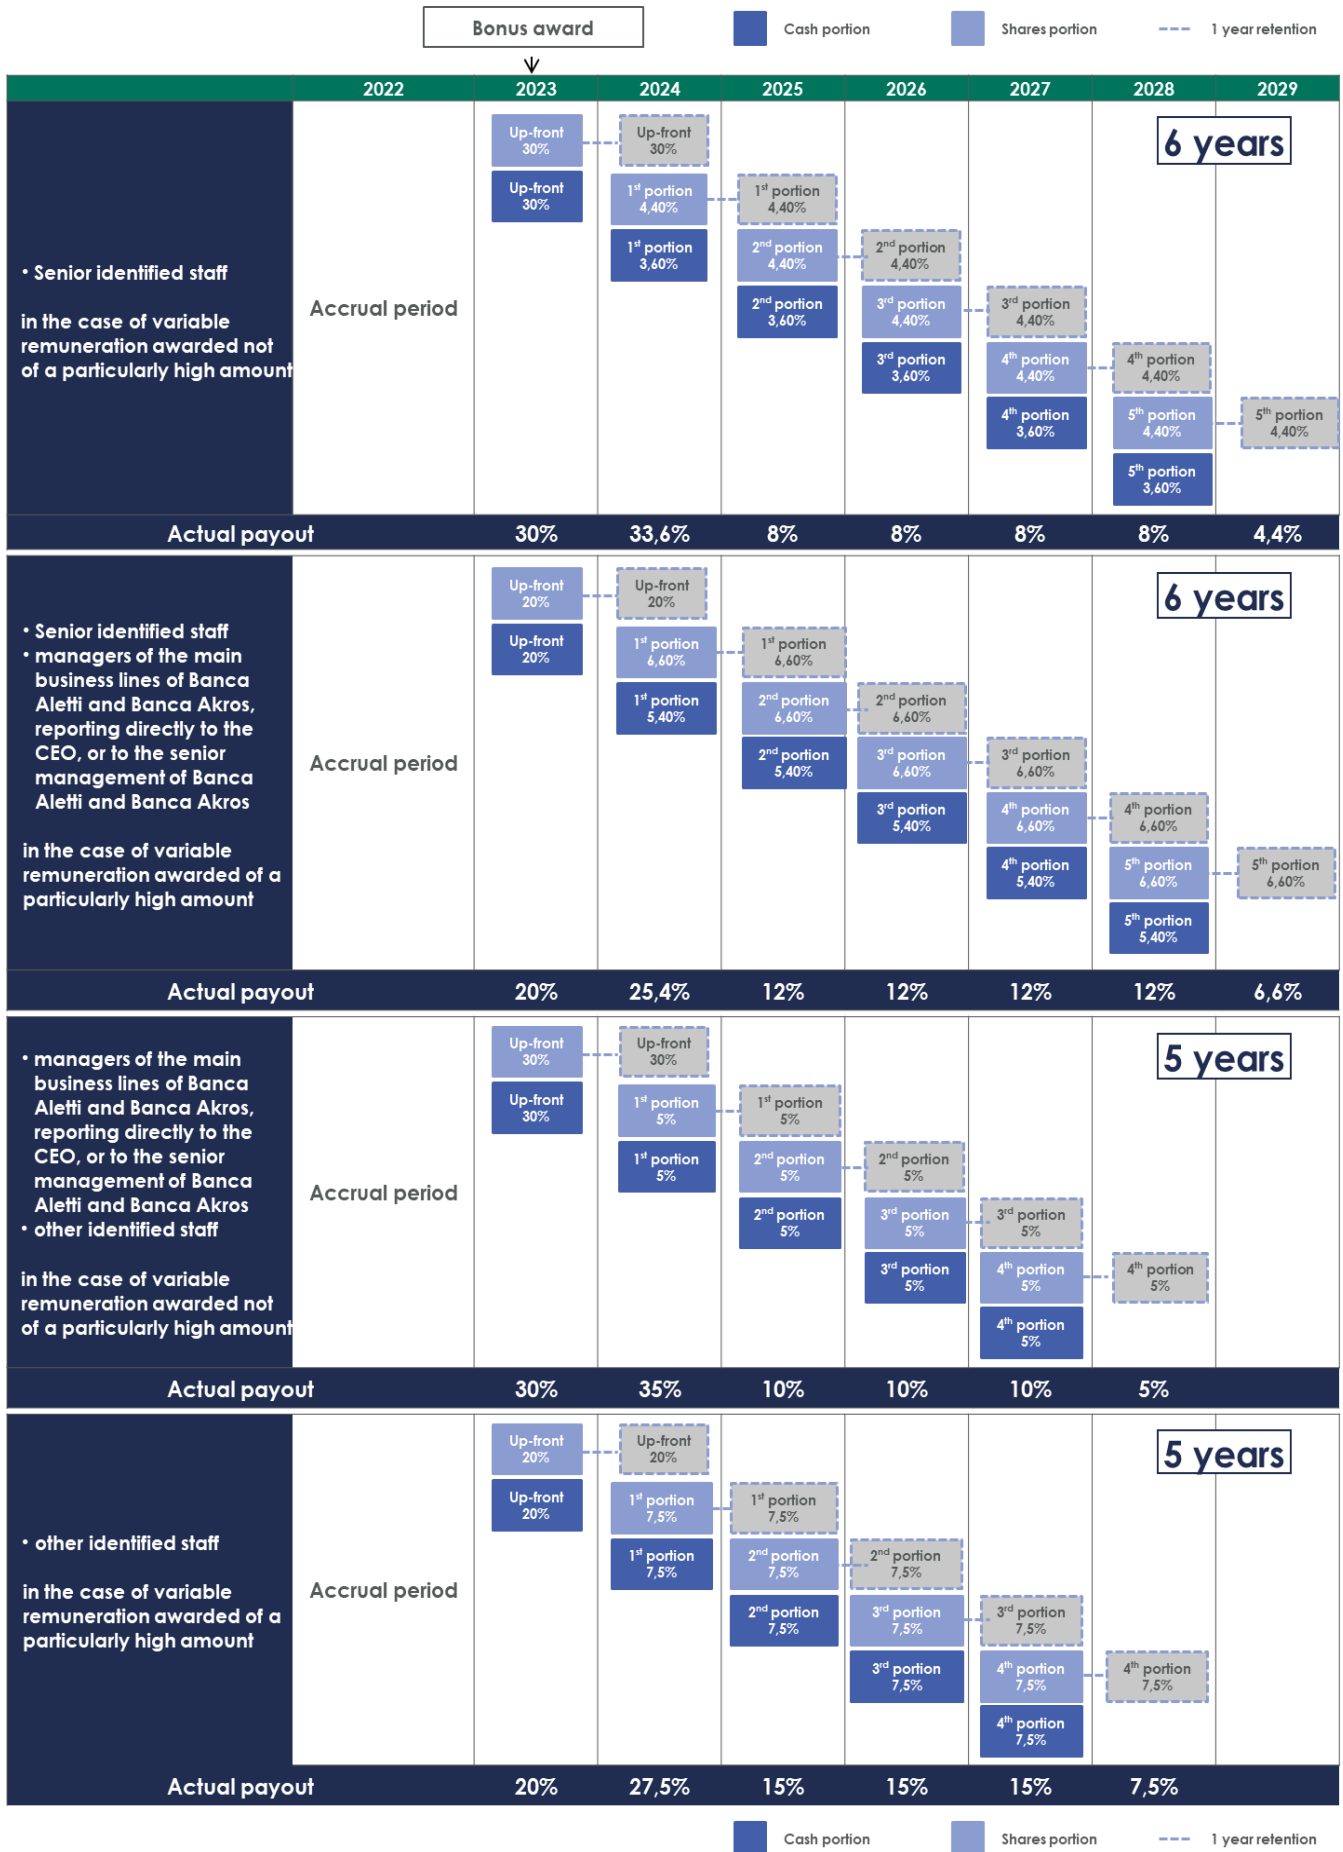 Bonus award
Cash portion
Shares portion
1 year retention
2022 2023 2024 2025 2026 2027 2028 2029
• Senior identified staff
in the case of variable
remuneration awarded not
of a particularly high amount
Accrual period
6 years
Up-front
30%
Up-front
30%
Up-front
30%
1st portion
4,40%
1st portion
3,60%
1st portion
4,40%
2nd portion
4,40%
2nd portion
3,60%
2nd portion
4,40%
3rd portion
4,40%
3rd portion
3,60%
3rd portion
4,40%
4th portion
4,40%
4th portion
3,60%
4th portion
4,40%
5th portion
4,40%
5th portion
3,60%
5th portion
4,40%
Actual payout 30% 33,6% 8% 8% 8% 8% 4,4%
• Senior identified staff
• managers of the main
business lines of Banca
Aletti and Banca Akros,
reporting directly to the
CEO, or to the senior
management of Banca
Aletti and Banca Akros
in the case of variable
remuneration awarded of a
particularly high amount
Accrual period
6 years
Up-front
20%
Up-front
20%
Up-front
20%
1st portion
6,60%
1st portion
5,40%
1st portion
6,60%
2nd portion
6,60%
2nd portion
5,40%
2nd portion
6,60%
3rd portion
6,60%
3rd portion
5,40%
3rd portion
6,60%
4th portion
6,60%
4th portion
5,40%
4th portion
6,60%
5th portion
6,60%
5th portion
5,40%
5th portion
6,60%
Actual payout 20% 25,4% 12% 12% 12% 12% 6,6%
• managers of the main
business lines of Banca
Aletti and Banca Akros,
reporting directly to the
CEO, or to the senior
management of Banca
Aletti and Banca Akros
• other identified staff
in the case of variable
remuneration awarded not
of a particularly high amount
Accrual period
5 years
Up-front
30%
Up-front
30%
Up-front
30%
1st portion
5%
1st portion
5%
1st portion
5%
2nd portion
5%
2nd portion
5%
2nd portion
5%
3rd portion
5%
3rd portion
5%
3rd portion
5%
4th portion
5%
4th portion
5%
4th portion
5%
Actual payout 30% 35% 10% 10% 10% 5%
• other identified staff
in the case of variable
remuneration awarded of a
particularly high amount
Accrual period
5 years
Up-front
20%
Up-front
20%
Up-front
20%
1st portion
7,5%
1st portion
7,5%
1st portion
7,5%
2nd portion
7,5%
2nd portion
7,5%
2nd portion
7,5%
3rd portion
7,5%
3rd portion
7,5%
3rd portion
7,5%
4th portion
7,5%
4th portion
7,5%
4th portion
7,5%
Actual payout 20% 27,5% 15% 15% 15% 7,5%
Cash portion
Shares portion
1 year retention